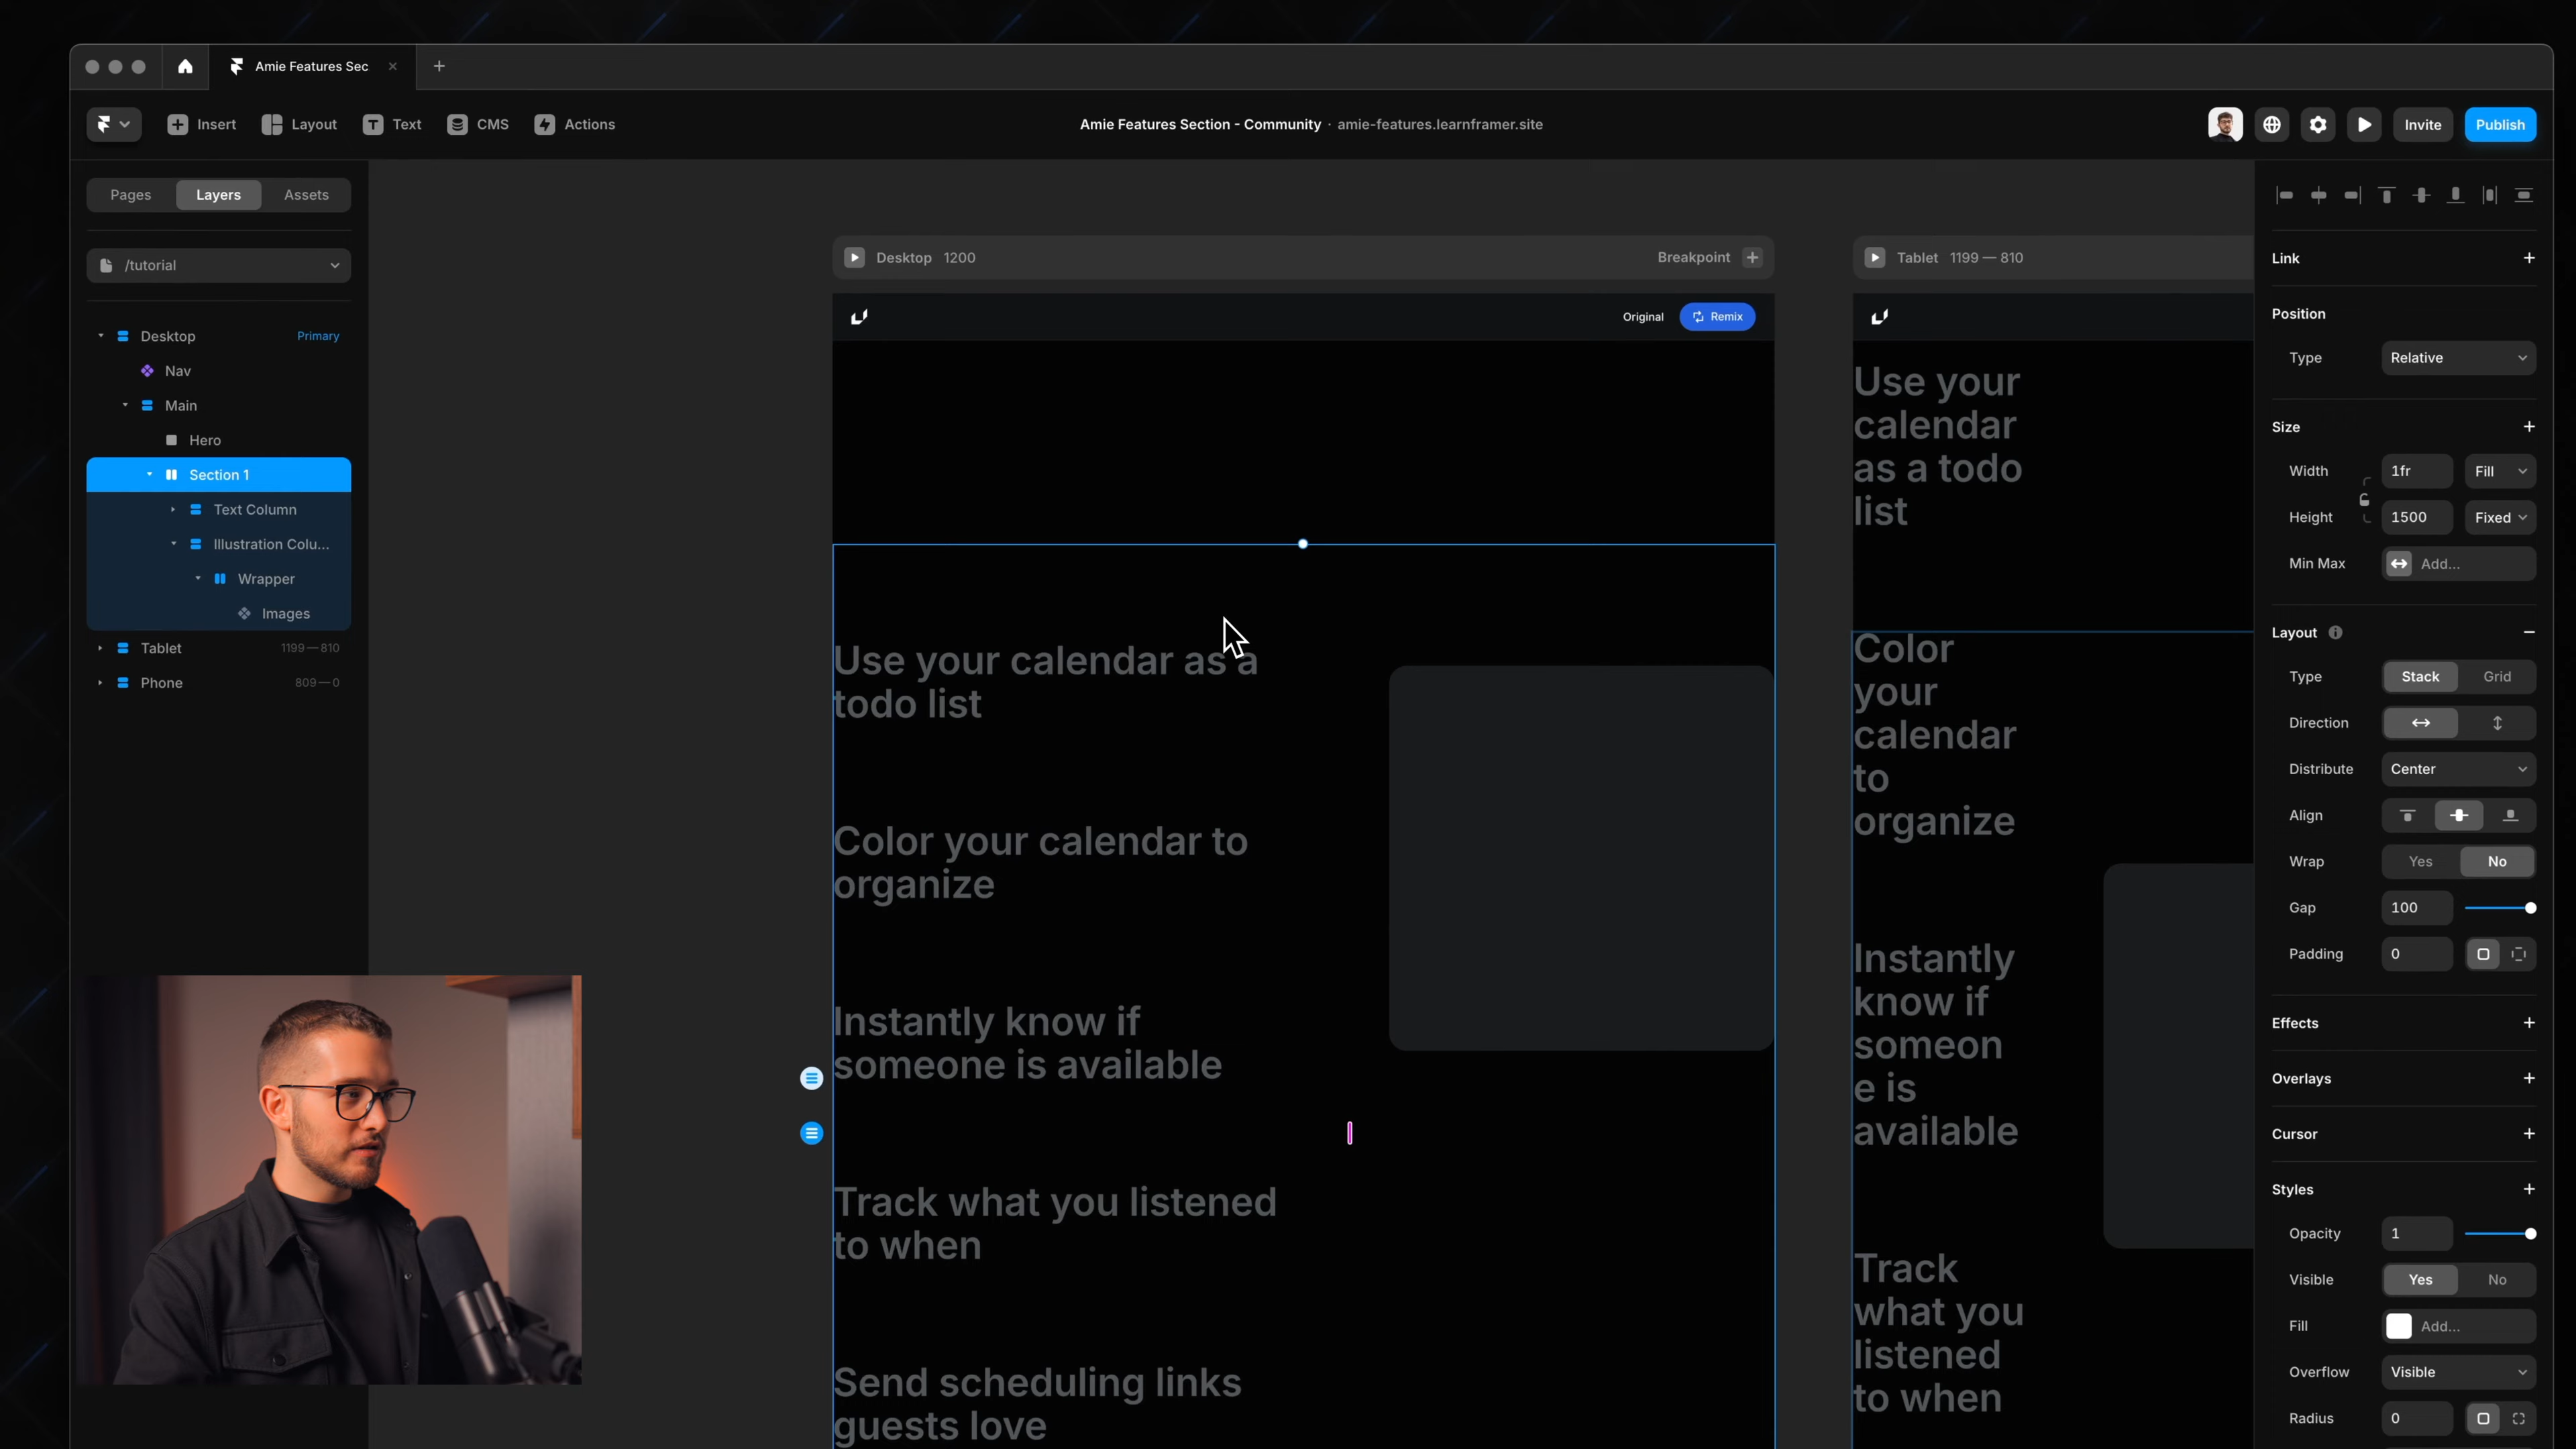 Amie Features Sec
Insert
Layout
Text
CMS
Actions
Amie Features Section - Community · amie-features.learnframer.site
Invite
Publish
Pages
Layers
Assets
/tutorial
Desktop
Primary
Nav
Main
Hero
Section 1
Text Column
Illustration Colu...
Wrapper
Images
Tablet
1199 — 810
Phone
809 — 0
Desktop 1200
Breakpoint
Original
Remix
Use your calendar as a
todo list
Color your calendar to
organize
Instantly know if
someone is available
Track what you listened
to when
Send scheduling links
guests love
Tablet 1199 — 810
Use your
calendar
as a todo
list
Color
your
calendar
to
organize
Instantly
know if
someon
e is
available
Track
what you
listened
to when
Link
Position
Type
Relative
Size
Width
1fr
Fill
Height
1500
Fixed
Min Max
Add...
Layout
Type
Stack
Grid
Direction
Distribute
Center
Align
Wrap
Yes
No
Gap
100
Padding
0
Effects
Overlays
Cursor
Styles
Opacity
1
Visible
Yes
No
Fill
Add...
Overflow
Visible
Radius
0